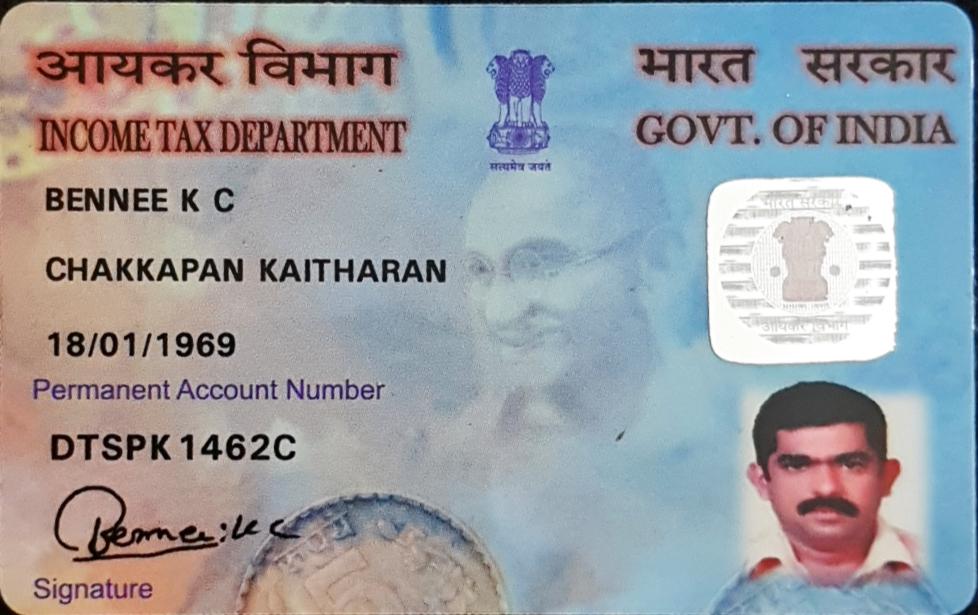 आयकर विभाग
भारत सरकार
INCOME TAX DEPARTMENT
GOVT. OF INDIA
सत्यमेव जयते
BENNEE K C
CHAKKAPAN KAITHARAN
18/01/1969
Permanent Account Number
DTSPK1462C
Bennee K C
Signature
भारत सरकार
आयकर विभाग